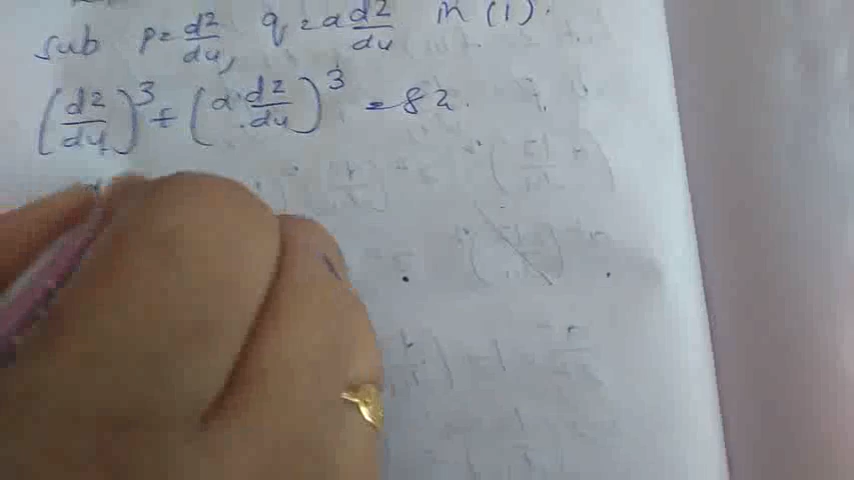 sub p = dz/du, q = a dz/du in (1).
(dz/du)^3 + (a. dz/du)^3 = 8z.